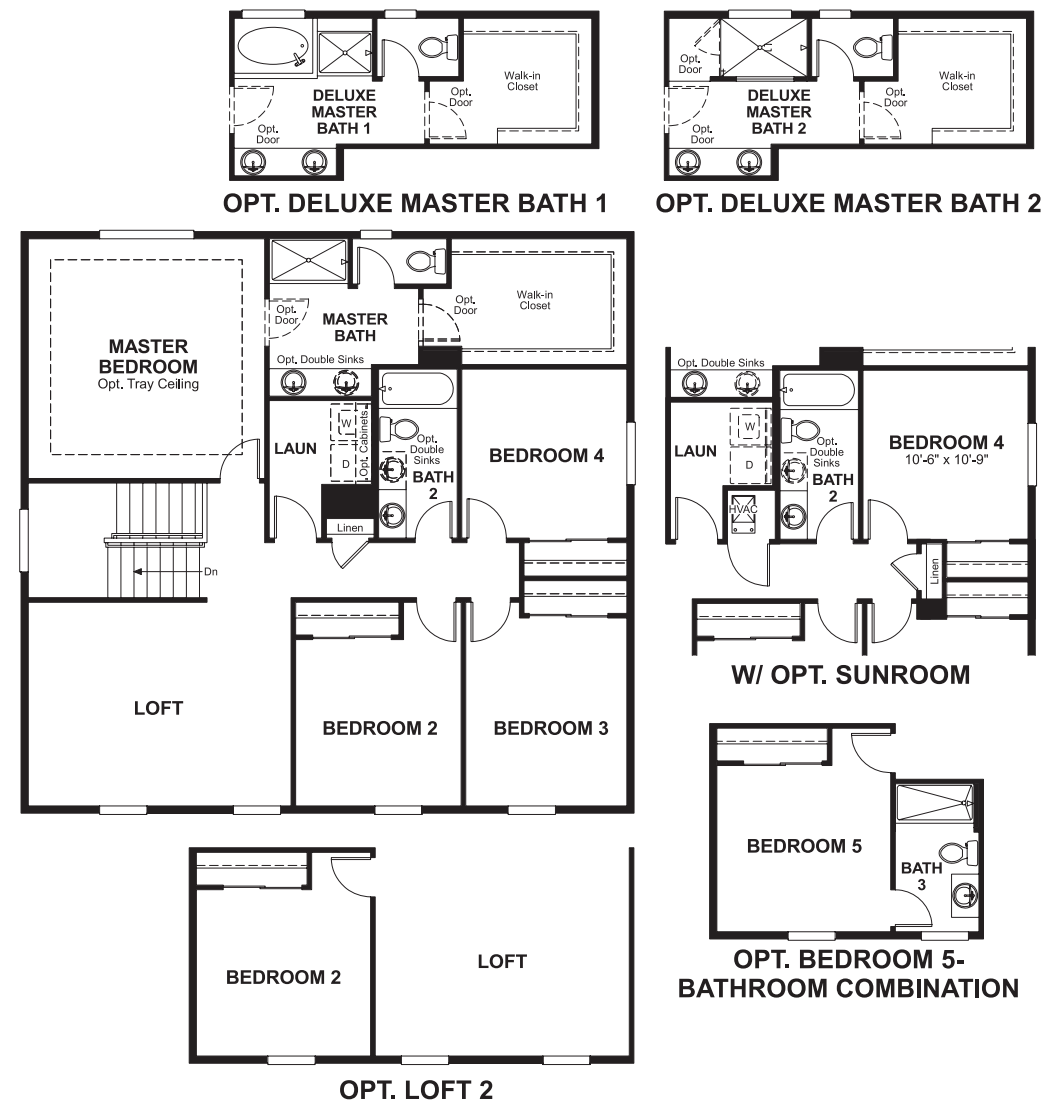 Opt.
Door
DELUXE
MASTER
BATH 1
Opt.
Door
Opt.
Door
Walk-in
Closet
OPT. DELUXE MASTER BATH 1
Opt.
Door
DELUXE
MASTER
BATH 2
Opt.
Door
Opt.
Door
Walk-in
Closet
OPT. DELUXE MASTER BATH 2
MASTER
BEDROOM
Opt. Tray Ceiling
Opt.
Door
MASTER
BATH
Opt. Double Sinks
Opt.
Door
Walk-in
Closet
LAUN
W
D
Opt. Cabinets
Opt.
Double
Sinks
BATH
2
BEDROOM 4
Linen
Dn
LOFT
BEDROOM 2
BEDROOM 3
Opt. Double Sinks
LAUN
W
D
HVAC
Opt.
Double
Sinks
BATH
2
BEDROOM 4
10'-6" x 10'-9"
Linen
W/ OPT. SUNROOM
BEDROOM 5
BATH
3
OPT. BEDROOM 5-
BATHROOM COMBINATION
BEDROOM 2
LOFT
OPT. LOFT 2